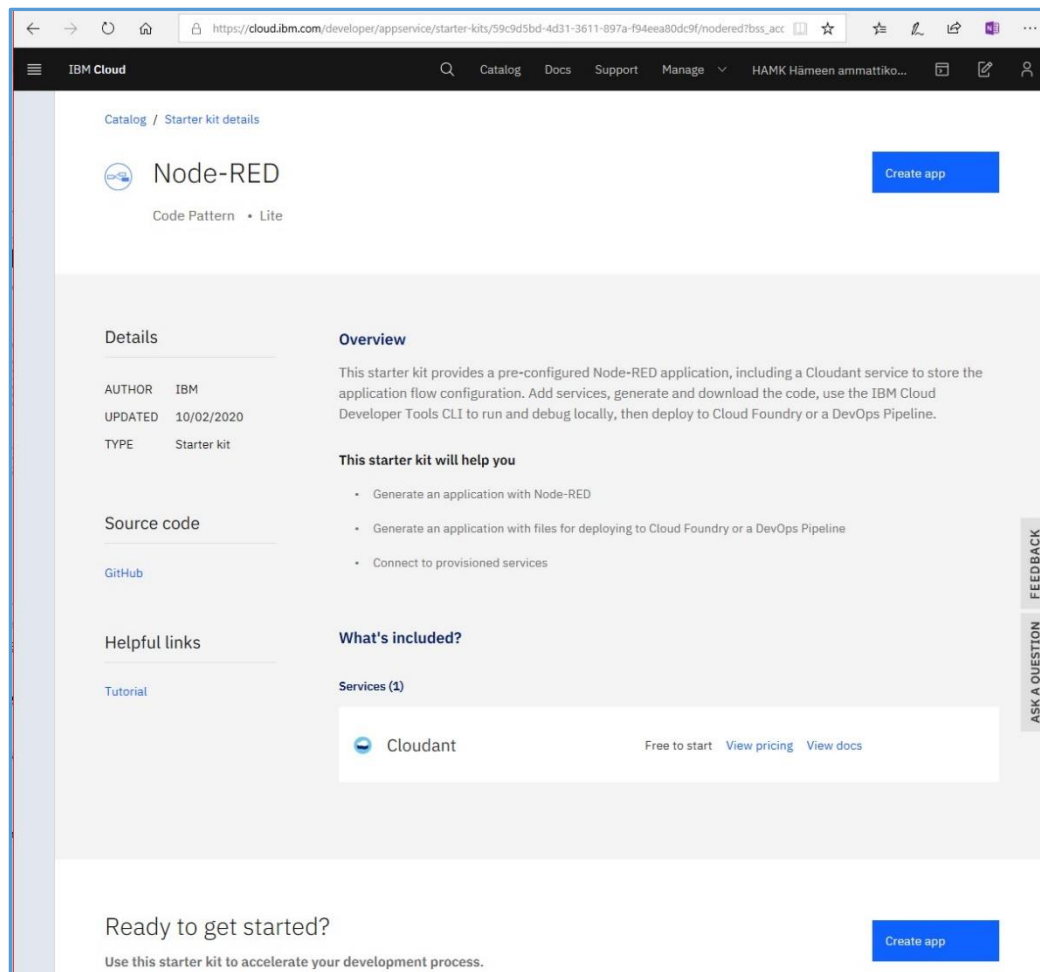 https://cloud.ibm.com/developer/appservice/starter-kits/59c9d5bd-4d31-3611-897a-f94eea80dc9f/nodered?bss_acc
IBM Cloud Catalog Docs Support Manage HAMK Hämeen ammattiko...
Catalog / Starter kit details
Node-RED
Create app
Code Pattern • Lite
Details
AUTHOR IBM
UPDATED 10/02/2020
TYPE Starter kit
Source code
GitHub
Helpful links
Tutorial
Overview
This starter kit provides a pre-configured Node-RED application, including a Cloudant service to store the
application flow configuration. Add services, generate and download the code, use the IBM Cloud
Developer Tools CLI to run and debug locally, then deploy to Cloud Foundry or a DevOps Pipeline.
This starter kit will help you
• Generate an application with Node-RED
• Generate an application with files for deploying to Cloud Foundry or a DevOps Pipeline
• Connect to provisioned services
What's included?
Services (1)
Cloudant Free to start View pricing View docs
FEEDBACK
ASK A QUESTION
Ready to get started?
Create app
Use this starter kit to accelerate your development process.